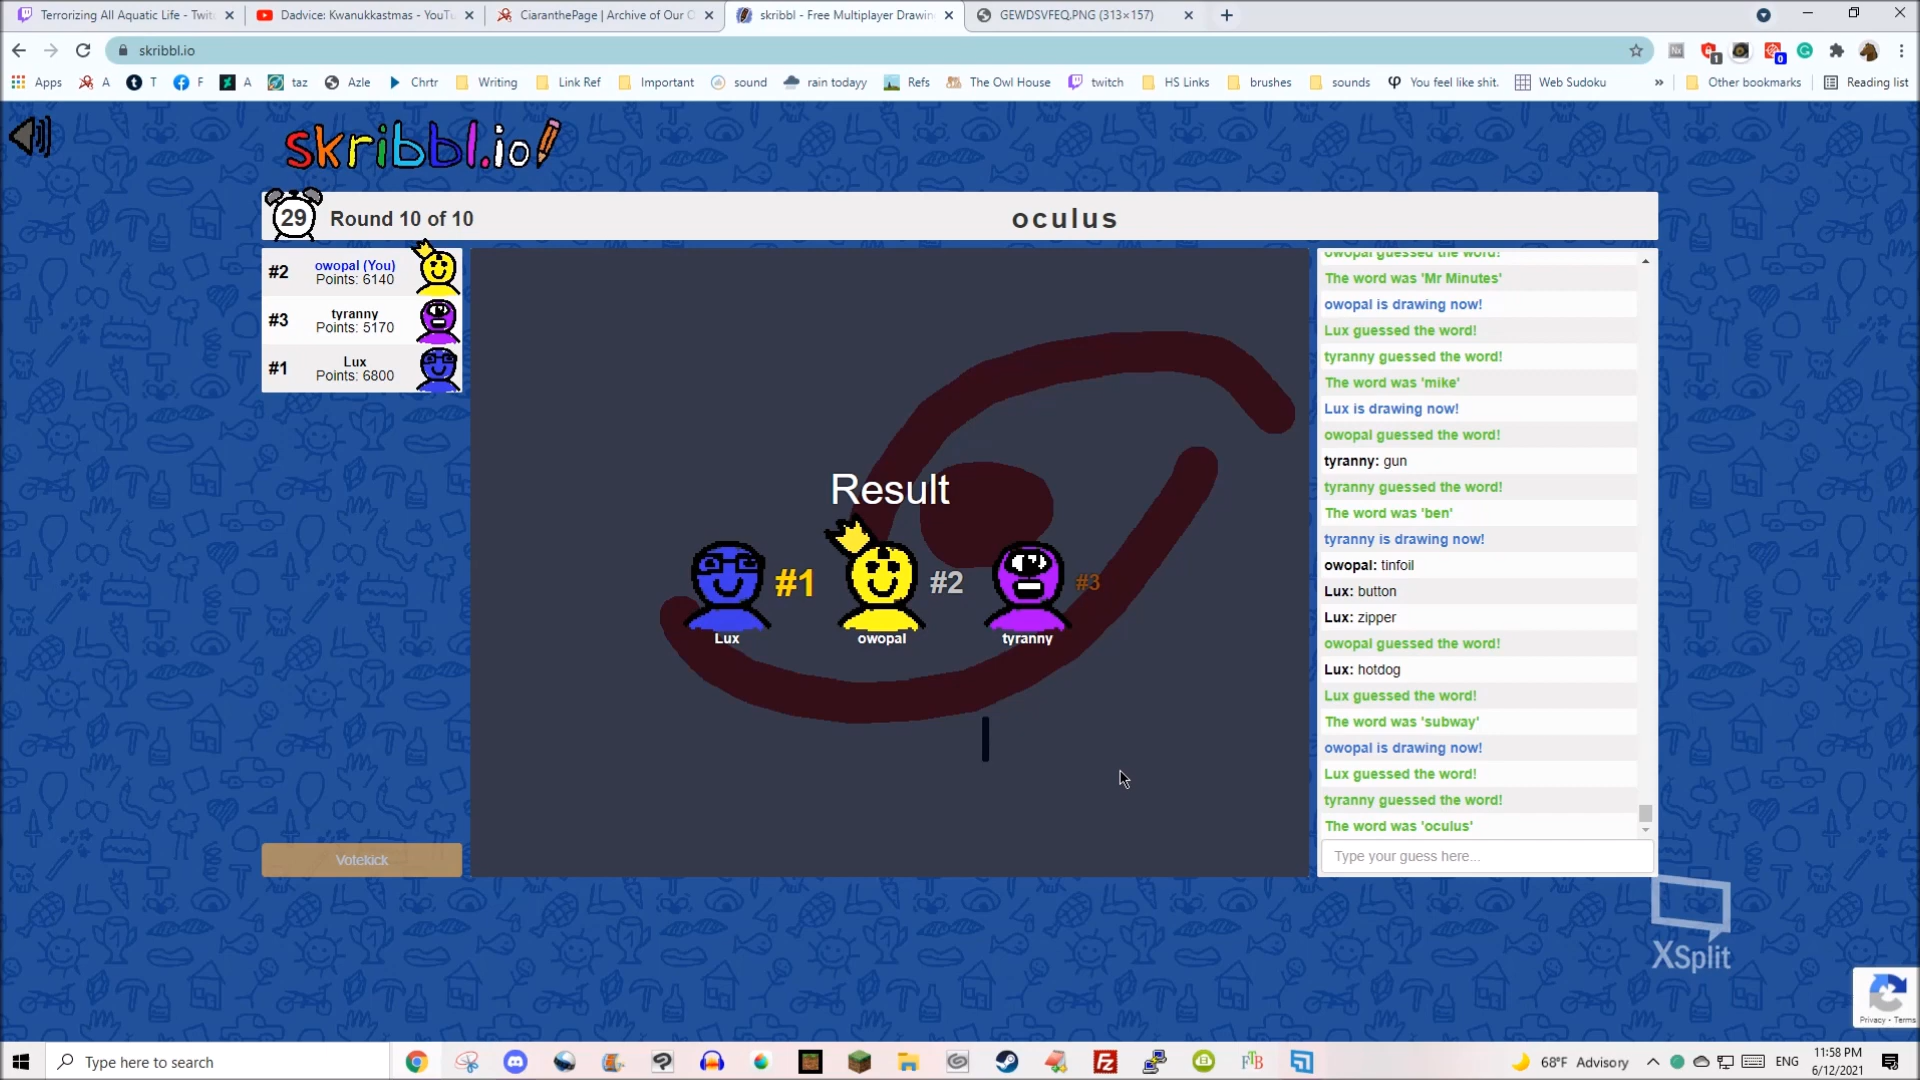 Terrorizing All Aquatic Life - Twit
Dadvice: Kwanukkastmas - YouTu
CiaranthePage | Archive of Our O
skribbl - Free Multiplayer Drawin
GEWDSVFEQ.PNG (313×157)
skribbl.io
Apps
A
T
F
A
taz
Azle
Chrtr
Writing
Link Ref
Important
sound
rain todayy
Refs
The Owl House
twitch
HS Links
brushes
sounds
You feel like shit.
Web Sudoku
»
Other bookmarks
Reading list
skribbl.io
29
Round 10 of 10
oculus
#2
owopal (You)
Points: 6140
#3
tyranny
Points: 5170
#1
Lux
Points: 6800
Votekick
Result
#1
#2
#3
Lux
owopal
tyranny
owopal guessed the word!
The word was 'Mr Minutes'
owopal is drawing now!
Lux guessed the word!
tyranny guessed the word!
The word was 'mike'
Lux is drawing now!
owopal guessed the word!
tyranny: gun
tyranny guessed the word!
The word was 'ben'
tyranny is drawing now!
owopal: tinfoil
Lux: button
Lux: zipper
owopal guessed the word!
Lux: hotdog
Lux guessed the word!
The word was 'subway'
owopal is drawing now!
Lux guessed the word!
tyranny guessed the word!
The word was 'oculus'
Type your guess here...
XSplit
Privacy - Terms
Type here to search
FTB
68°F Advisory
ENG
11:58 PM
6/12/2021